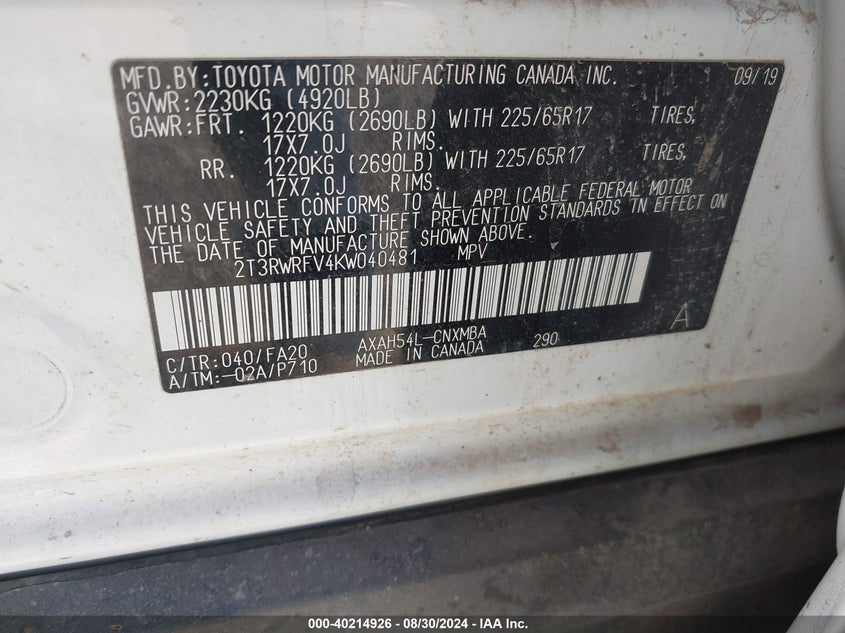 MFD.BY:TOYOTA MOTOR MANUFACTURING CANADA INC. 09/19
GVWR:2230KG (4920LB)
GAWR:FRT. 1220KG (2690LB) WITH 225/65R17 TIRES,
17X7.0J RIMS.
RR. 1220KG (2690LB) WITH 225/65R17 TIRES,
17X7.0J RIMS.
THIS VEHICLE CONFORMS TO ALL APPLICABLE FEDERAL MOTOR
VEHICLE SAFETY AND THEFT PREVENTION STANDARDS IN EFFECT ON
THE DATE OF MANUFACTURE SHOWN ABOVE.
2T3RWRFV4KW040481 MPV
A
C/TR:040/FA20 AXAH54L-CNXMBA 290
A/TM:-02A/P710 MADE IN CANADA
000-40214926 - 08/30/2024 - IAA Inc.